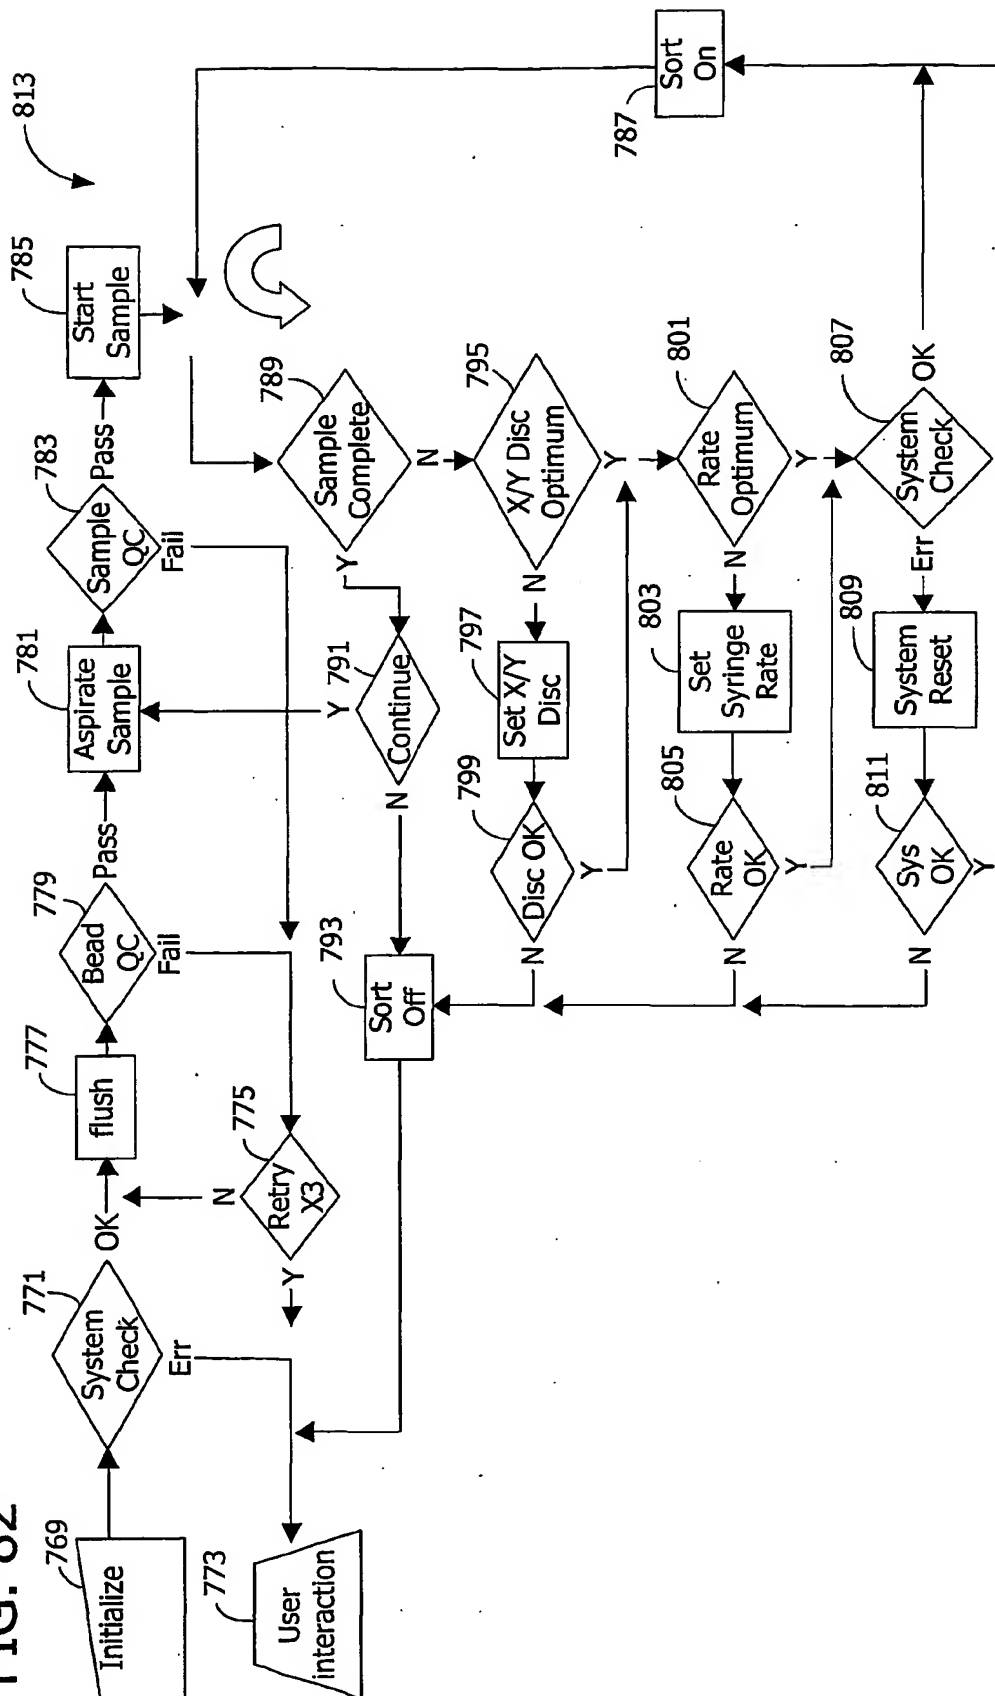 FIG. 82
813
769
Initialize
771
System
Check
OK
Err
777
flush
779
Bead
QC
Pass
Fail
781
Aspirate
Sample
783
Sample
QC
Pass
Fail
785
Start
Sample
773
User
interaction
775
Retry
X3
N
Y
787
Sort
On
789
Sample
Complete
Y
N
791
Continue
Y
N
793
Sort
Off
795
X/Y Disc
Optimum
N
Y
797
Set X/Y
Disc
799
Disc OK
N
Y
801
Rate
Optimum
N
Y
803
Set
Syringe
Rate
805
Rate
OK
N
Y
807
System
Check
OK
Err
809
System
Reset
811
Sys
OK
N
Y